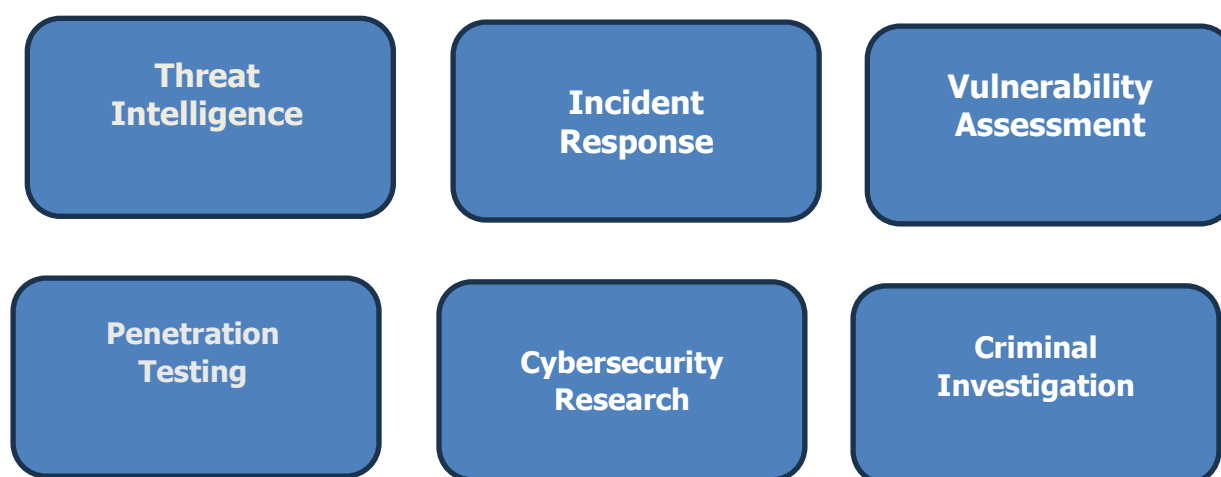 Threat
Intelligence
Incident
Response
Vulnerability
Assessment
Penetration
Testing
Cybersecurity
Research
Criminal
Investigation